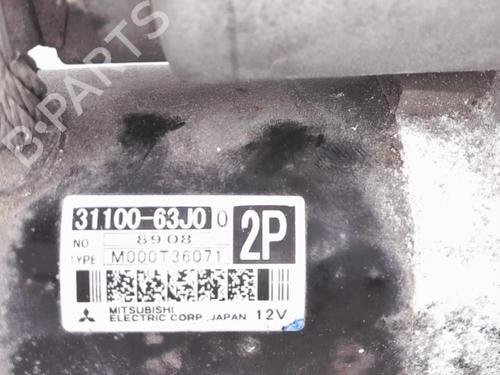 B-PARTS
31100-63J0 0
2P
NO 8908
TYPE M000T36071
MITSUBISHI
ELECTRIC CORP. JAPAN 12V